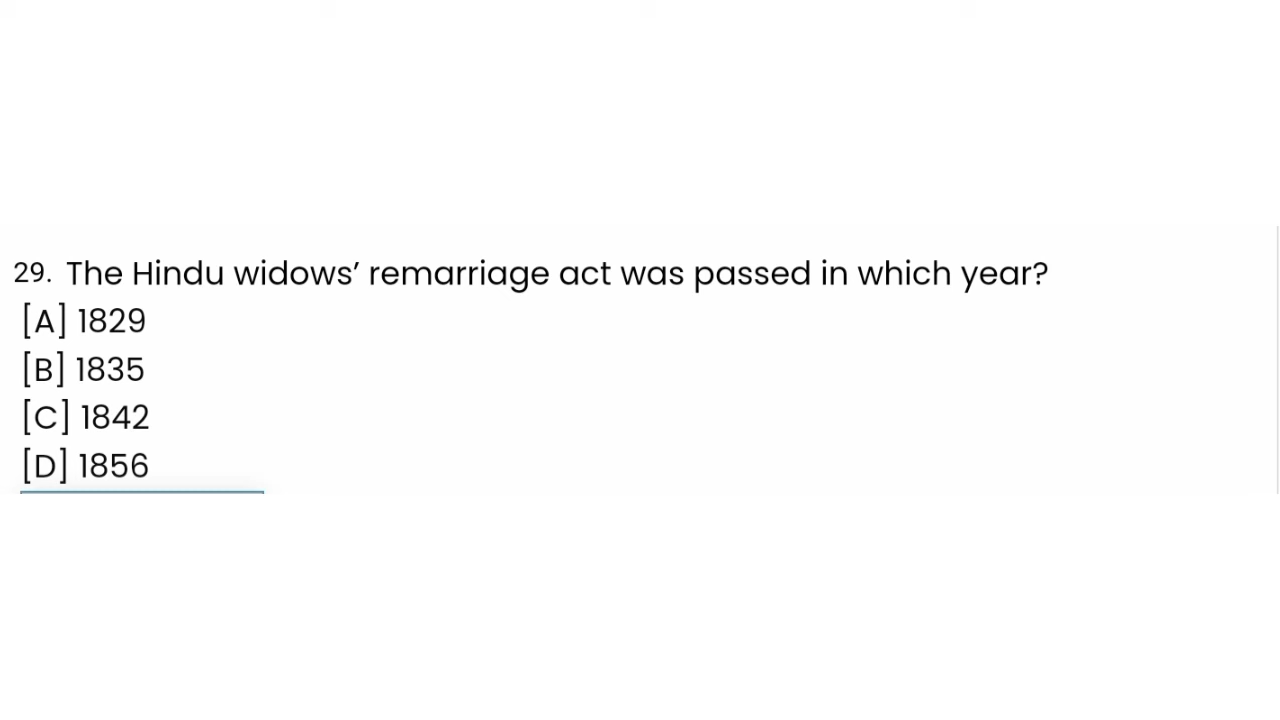 29. The Hindu widows’ remarriage act was passed in which year?
[A] 1829
[B] 1835
[C] 1842
[D] 1856